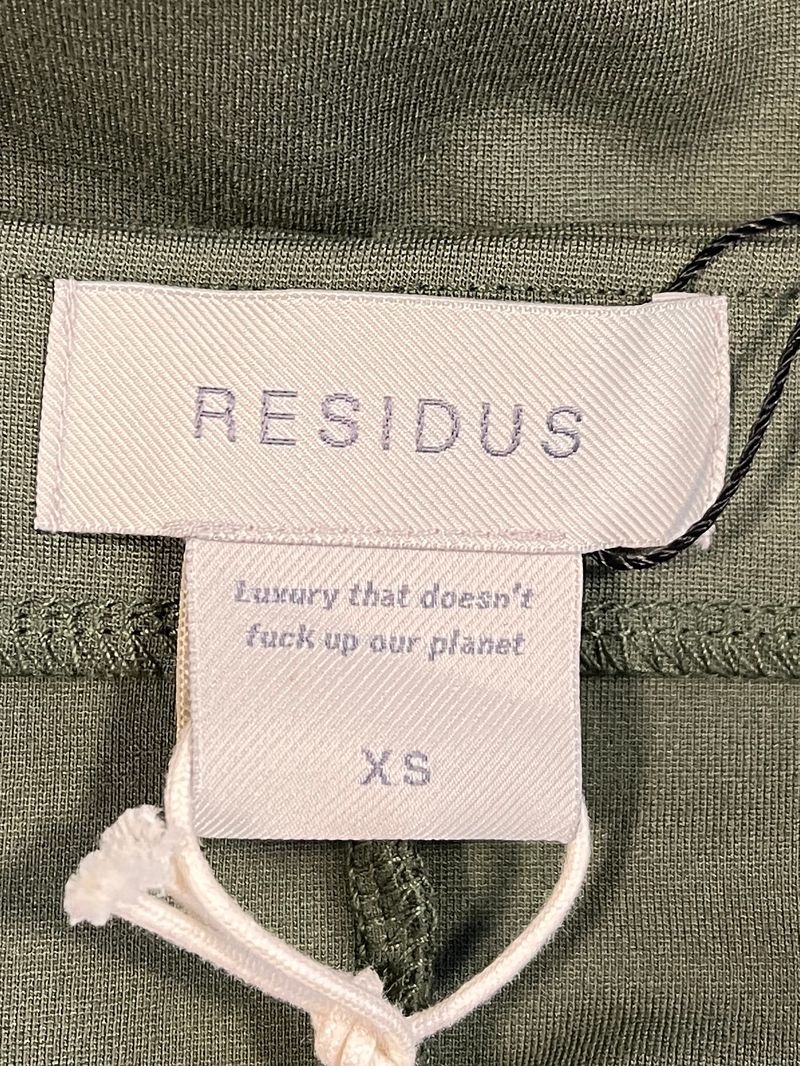 RESIDUS
Luxury that doesn't
fuck up our planet
XS